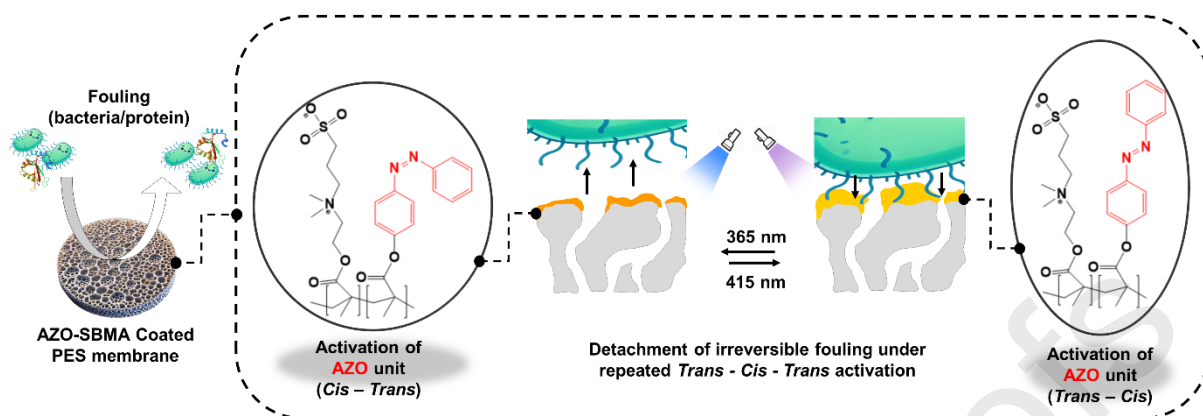 Fouling
(bacteria/protein)
AZO-SBMA Coated
PES membrane
O
O
S
O
N
N
N
O
O
O
O
Activation of
AZO unit
(Cis – Trans)
365 nm
415 nm
Detachment of irreversible fouling under
repeated Trans - Cis - Trans activation
O
O
S
O
N
N
N
O
O
O
O
Activation of
AZO unit
(Trans – Cis)